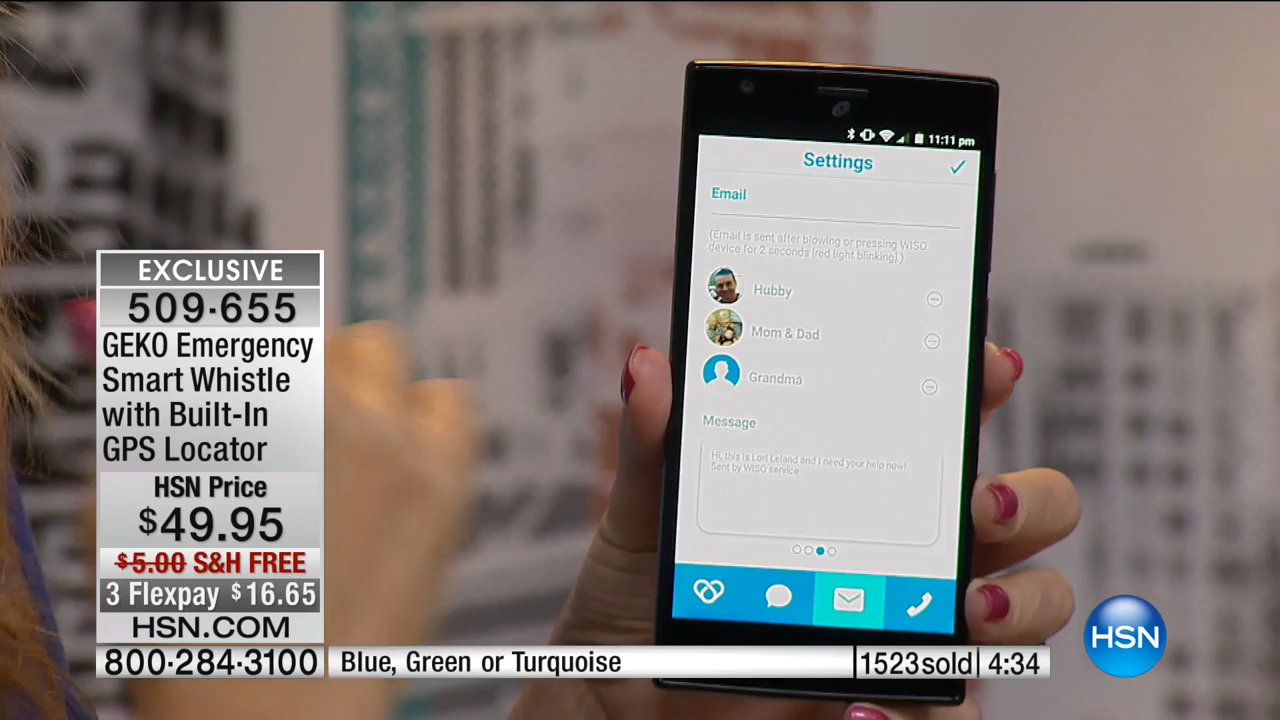 11:11 pm
Settings
Email
(Email is sent after blowing or pressing WISO
device for 2 seconds [red light blinking].)
Hubby
Mom & Dad
Grandma
Message
Hi, this is Lori Leland and I need your help now!
Sent by WISO service
EXCLUSIVE
509·655
GEKO Emergency
Smart Whistle
with Built-In
GPS Locator
HSN Price
$49.95
$5.00 S&H FREE
3 Flexpay $16.65
HSN.COM
800·284·3100
Blue, Green or Turquoise
1523sold
4:34
HSN